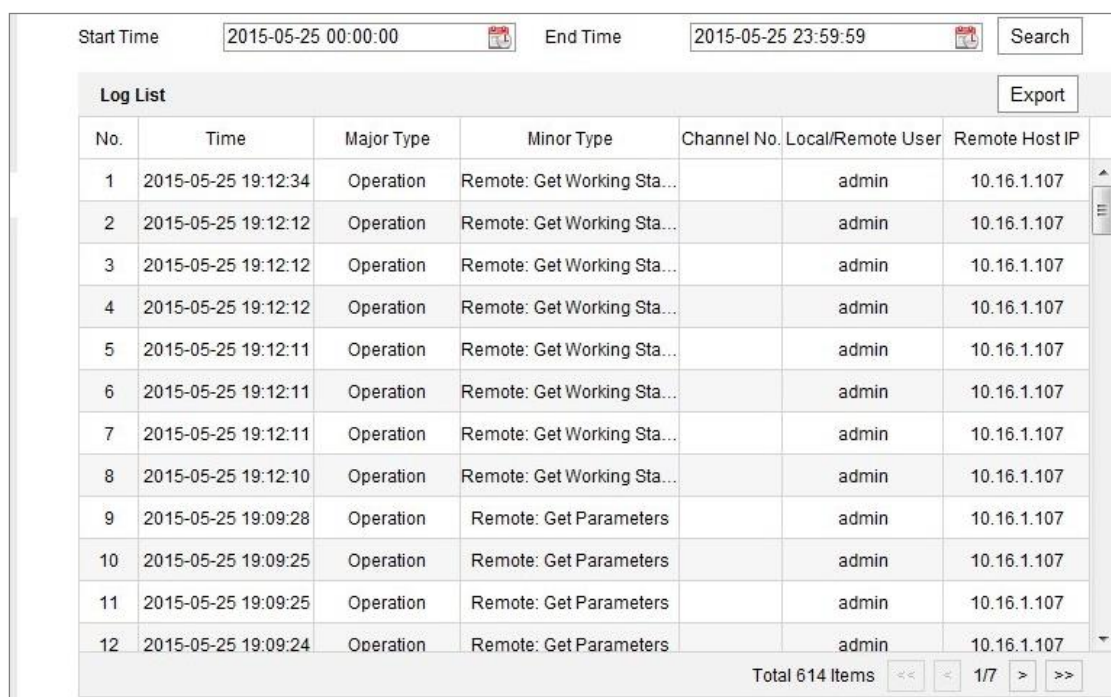 Start Time 2015-05-25 00:00:00 End Time 2015-05-25 23:59:59 Search
Log List Export
No. Time Major Type Minor Type Channel No. Local/Remote User Remote Host IP
1 2015-05-25 19:12:34 Operation Remote: Get Working Sta... admin 10.16.1.107
2 2015-05-25 19:12:12 Operation Remote: Get Working Sta... admin 10.16.1.107
3 2015-05-25 19:12:12 Operation Remote: Get Working Sta... admin 10.16.1.107
4 2015-05-25 19:12:12 Operation Remote: Get Working Sta... admin 10.16.1.107
5 2015-05-25 19:12:11 Operation Remote: Get Working Sta... admin 10.16.1.107
6 2015-05-25 19:12:11 Operation Remote: Get Working Sta... admin 10.16.1.107
7 2015-05-25 19:12:11 Operation Remote: Get Working Sta... admin 10.16.1.107
8 2015-05-25 19:12:10 Operation Remote: Get Working Sta... admin 10.16.1.107
9 2015-05-25 19:09:28 Operation Remote: Get Parameters admin 10.16.1.107
10 2015-05-25 19:09:25 Operation Remote: Get Parameters admin 10.16.1.107
11 2015-05-25 19:09:25 Operation Remote: Get Parameters admin 10.16.1.107
12 2015-05-25 19:09:24 Operation Remote: Get Parameters admin 10.16.1.107
Total 614 Items << < 1/7 > >>